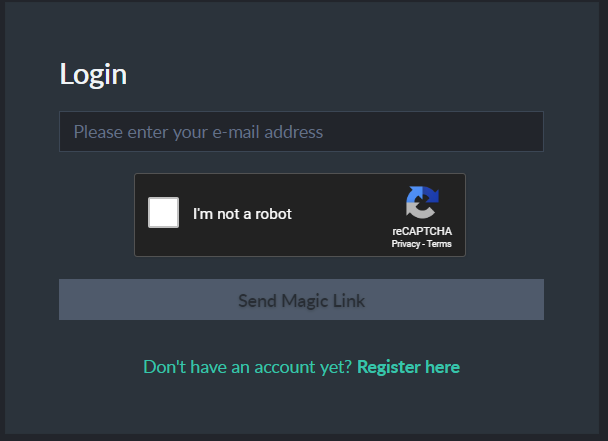 Login
Please enter your e-mail address
I'm not a robot
reCAPTCHA
Privacy - Terms
Send Magic Link
Don't have an account yet? Register here